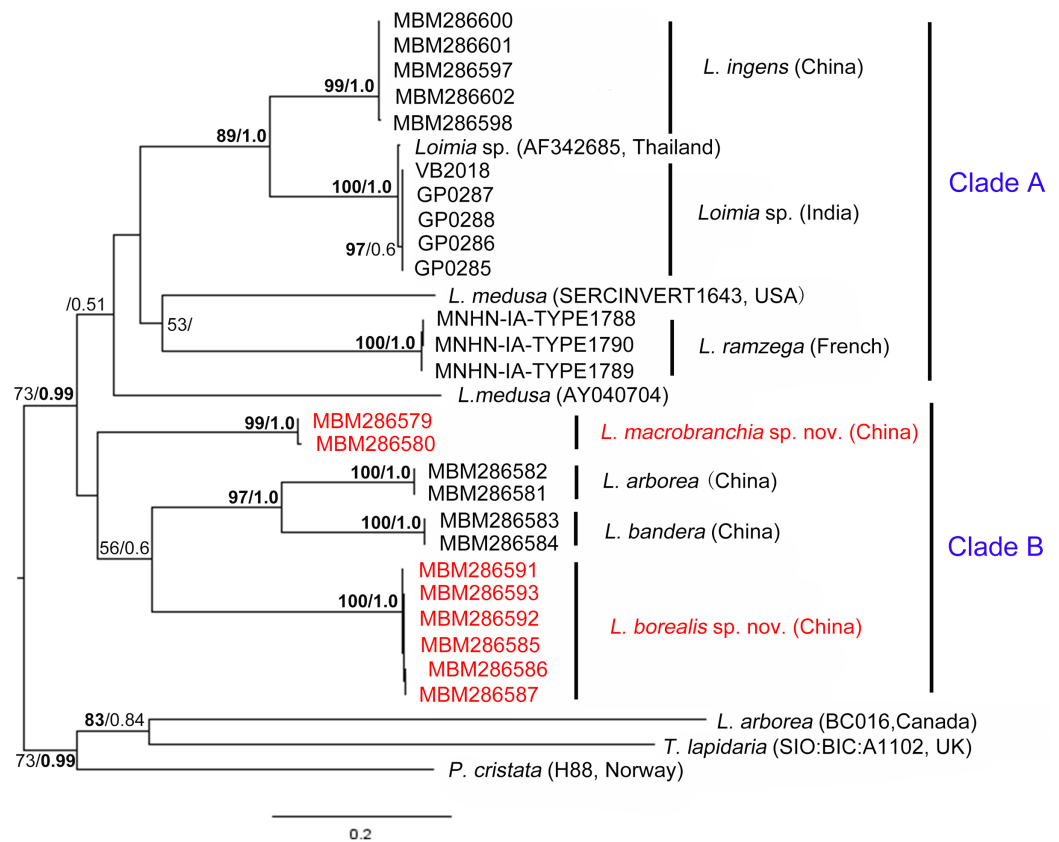 MBM286600
MBM286601
MBM286597
L. ingens (China)
99/1.0
MBM286602
MBM286598
89/1.0
Loimia sp. (AF342685, Thailand)
VB2018
Clade A
100/1.0
GP0287
GP0288
Loimia sp. (India)
GP0286
97/0.6
GP0285
L. medusa (SERCINVERT1643, USA）
/0.51
MNHN-IA-TYPE1788
53/
100/1.0
MNHN-IA-TYPE1790
L. ramzega (French)
MNHN-IA-TYPE1789
73/0.99
L.medusa (AY040704)
99/1.0
MBM286579
L. macrobranchia sp. nov. (China)
MBM286580
100/1.0
MBM286582
L. arborea（China)
MBM286581
97/1.0
100/1.0
MBM286583
L. bandera (China)
MBM286584
56/0.6
Clade B
MBM286591
MBM286593
100/1.0
MBM286592
L. borealis sp. nov. (China)
MBM286585
MBM286586
MBM286587
83/0.84
L. arborea (BC016,Canada)
T. lapidaria (SIO:BIC:A1102, UK)
73/0.99
P. cristata (H88, Norway)
0.2